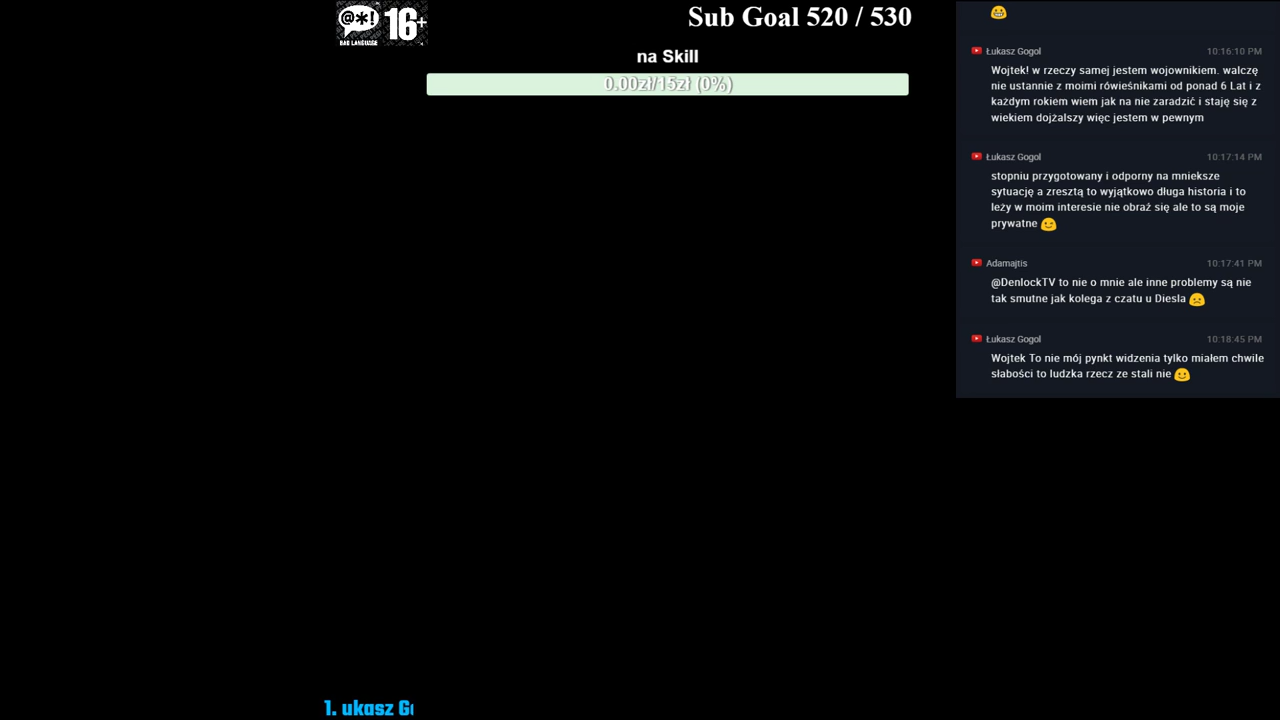 @*! 16+
BAD LANGUAGE
Sub Goal 520 / 530
na Skill
0.00zł/15zł (0%)
Łukasz Gogol 10:16:10 PM
Wojtek! w rzeczy samej jestem wojownikiem. walczę
nie ustannie z moimi rówieśnikami od ponad 6 Lat i z
każdym rokiem wiem jak na nie zaradzić i staję się z
wiekiem dojżalszy więc jestem w pewnym
Łukasz Gogol 10:17:14 PM
stopniu przygotowany i odporny na mnieksze
sytuację a zresztą to wyjątkowo długa historia i to
leży w moim interesie nie obraź się ale to są moje
prywatne 😉
Adamajtis 10:17:41 PM
@DenlockTV to nie o mnie ale inne problemy są nie
tak smutne jak kolega z czatu u Diesla ☹️
Łukasz Gogol 10:18:45 PM
Wojtek To nie mój pynkt widzenia tylko miałem chwile
słabości to ludzka rzecz ze stali nie 🙂
1. ukasz G